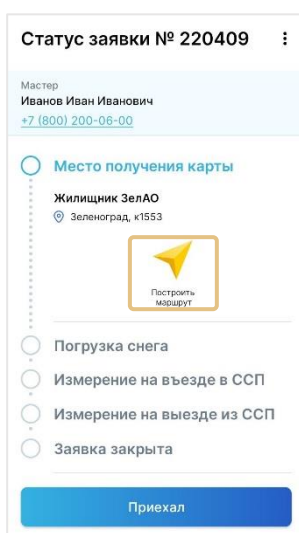 Статус заявки № 220409
Мастер
Иванов Иван Иванович
+7 (800) 200-06-00
Место получения карты
Жилищник ЗелАО
Зеленоград, к1553
Построить
маршрут
Погрузка снега
Измерение на въезде в ССП
Измерение на выезде из ССП
Заявка закрыта
Приехал